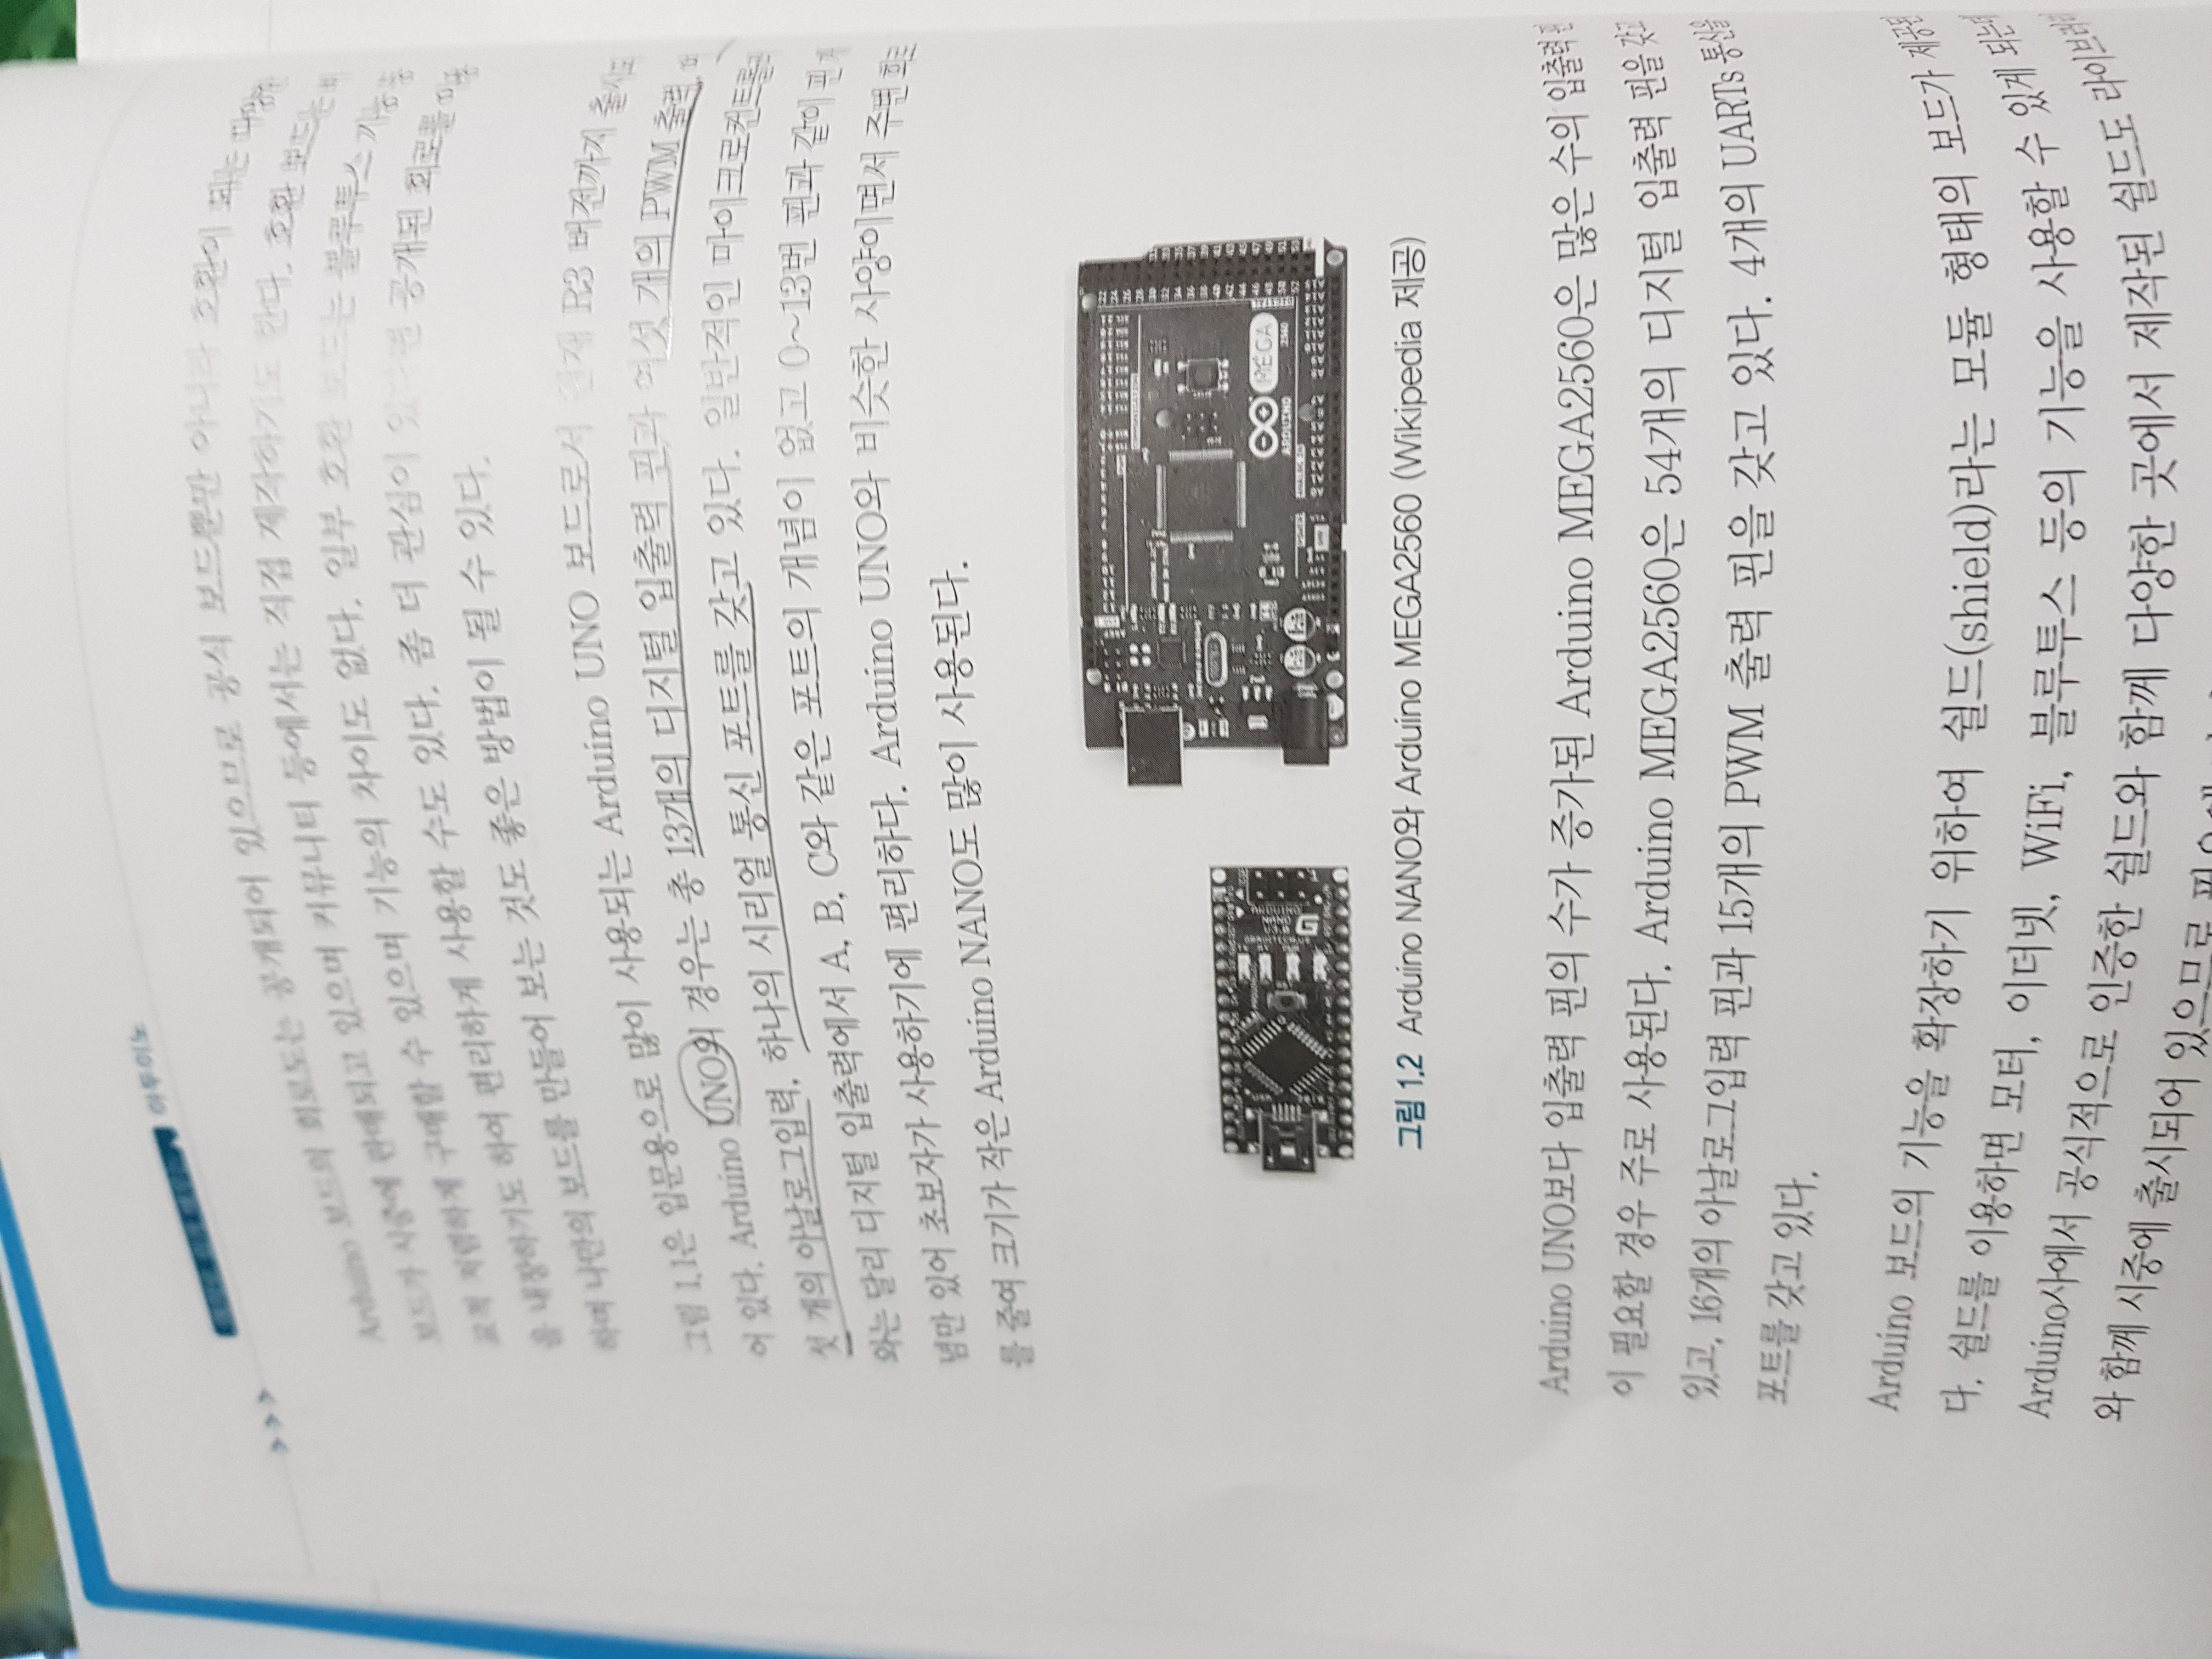 아두이노
Arduino 보드의 회로도는 공개되어 있으므로 공식 보드뿐만 아니라 호환이 되는 다양한
보드가 시중에 판매되고 있으며 커뮤니티 등에서는 직접 제작하기도 한다. 호환 보드는 비
교적 저렴하게 구매할 수 있으며 기능의 차이도 없다. 일부 호환 보드는 블루투스 기능 등
을 내장하기도 하여 편리하게 사용할 수도 있다. 좀 더 관심이 있다면 공개된 회로를 이용
하며 나만의 보드를 만들어 보는 것도 좋은 방법이 될 수 있다.
그림 1.1은 입문용으로 많이 사용되는 Arduino UNO 보드로서 현재 R3 버전까지 출시되
어 있다. Arduino UNO의 경우는 총 13개의 디지털 입출력 핀과 여섯 개의 PWM 출력, 여
섯 개의 아날로그입력, 하나의 시리얼 통신 포트를 갖고 있다. 일반적인 마이크로컨트롤러
와는 달리 디지털 입출력에서 A, B, C와 같은 포트의 개념이 없고 0~13번 핀과 같이 핀 개
념만 있어 초보자가 사용하기에 편리하다. Arduino UNO와 비슷한 사양이면서 주변 회로
를 줄여 크기가 작은 Arduino NANO도 많이 사용된다.
COMMUNICATION
MEGA
ARDUINO 2560
POWER ANALOG IN
그림 1.2 Arduino NANO와 Arduino MEGA2560 (Wikipedia 제공)
Arduino UNO보다 입출력 핀의 수가 증가된 Arduino MEGA2560은 많은 수의 입출력 핀
이 필요할 경우 주로 사용된다. Arduino MEGA2560은 54개의 디지털 입출력 핀을 갖고
있고, 16개의 아날로그입력 핀과 15개의 PWM 출력 핀을 갖고 있다. 4개의 UARTs 통신을
포트를 갖고 있다.
Arduino 보드의 기능을 확장하기 위하여 쉴드(shield)라는 모듈 형태의 보드가 제공된
다. 쉴드를 이용하면 모터, 이더넷, WiFi, 블루투스 등의 기능을 사용할 수 있게 되는데
Arduino사에서 공식적으로 인증한 쉴드와 함께 다양한 곳에서 제작된 쉴드도 라이브러리
와 함께 시중에 출시되어 있으므로